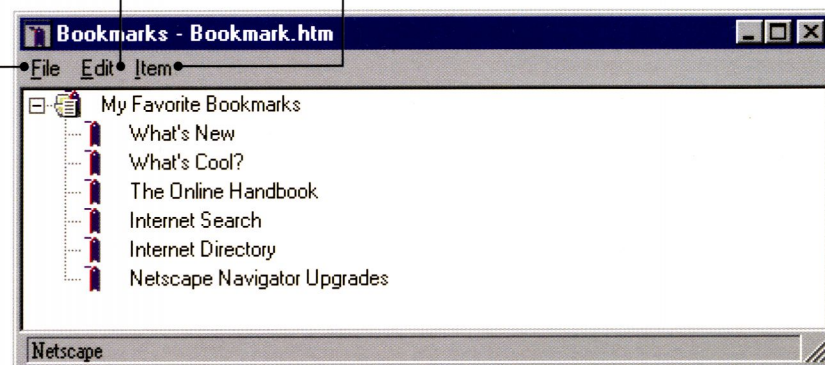 Bookmarks - Bookmark.htm
File Edit Item
My Favorite Bookmarks
What's New
What's Cool?
The Online Handbook
Internet Search
Internet Directory
Netscape Navigator Upgrades
Netscape